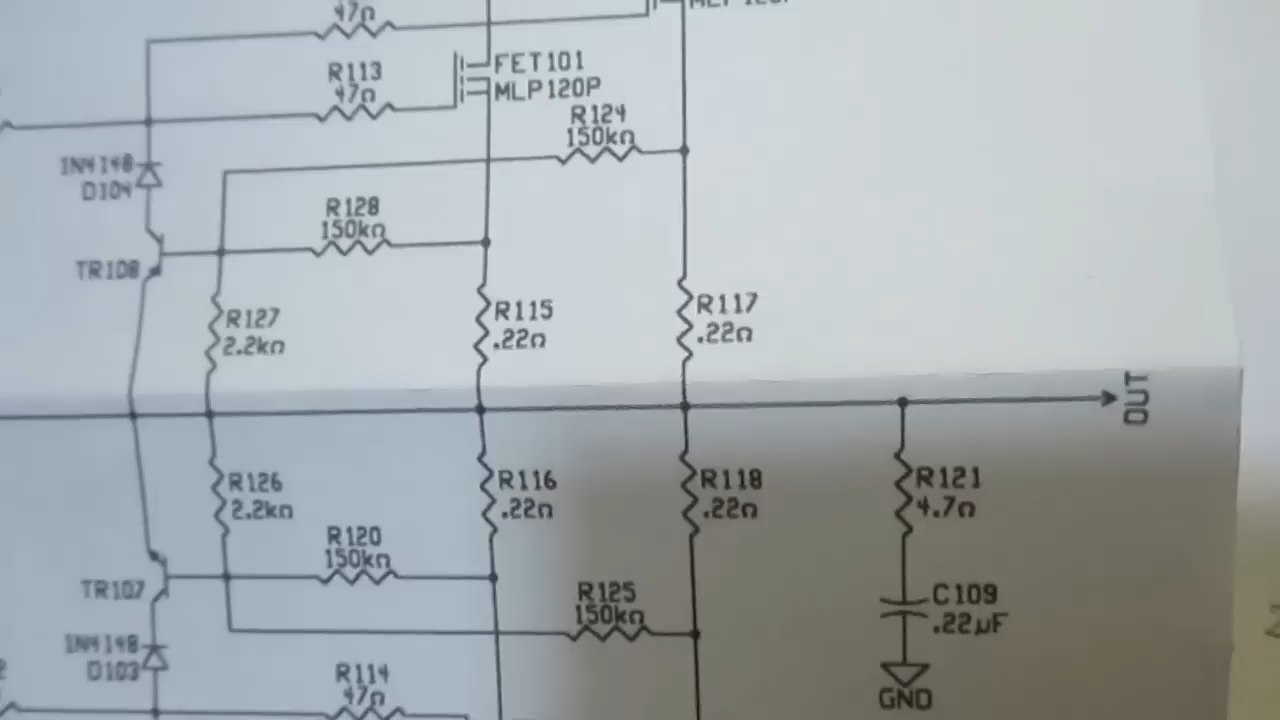 47Ω
R113
47Ω
FET101
MLP120P
R124
150kΩ
1N4148
D104
R128
150kΩ
TR108
R127
2.2kΩ
R115
.22Ω
R117
.22Ω
OUT
R126
2.2kΩ
R116
.22Ω
R118
.22Ω
R121
4.7Ω
R120
150kΩ
TR107
R125
150kΩ
C109
.22µF
1N4148
D103
R114
47Ω
GND